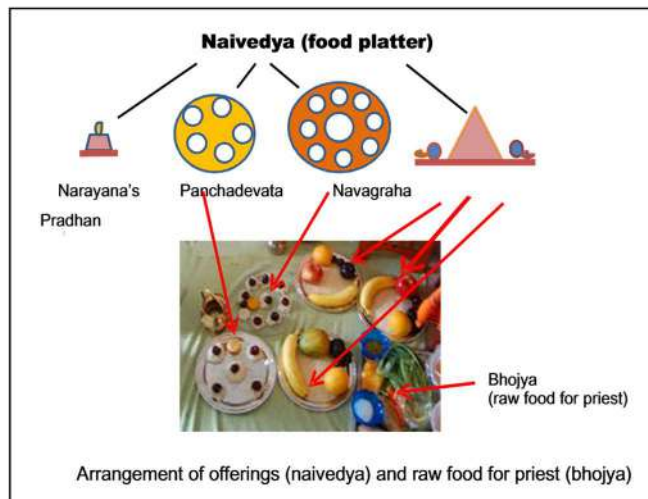 Naivedya (food platter)
Narayana's Panchadevata Navagraha
Pradhan
Bhojya
(raw food for priest)
Arrangement of offerings (naivedya) and raw food for priest (bhojya)